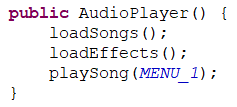 public AudioPlayer() {
    loadSongs();
    loadEffects();
    playSong(MENU_1);
}